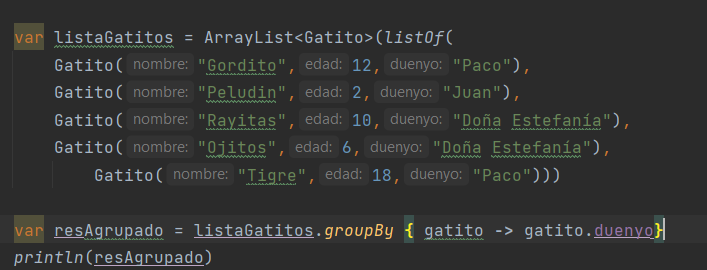 var listaGatitos = ArrayList<Gatito>(listOf(
Gatito( nombre: "Gordito", edad: 12, duenyo: "Paco"),
Gatito( nombre: "Peludin", edad: 2, duenyo: "Juan"),
Gatito( nombre: "Rayitas", edad: 10, duenyo: "Doña Estefanía"),
Gatito( nombre: "Ojitos", edad: 6, duenyo: "Doña Estefanía"),
Gatito( nombre: "Tigre", edad: 18, duenyo: "Paco")))
var resAgrupado = listaGatitos.groupBy { gatito -> gatito.duenyo}
println(resAgrupado)